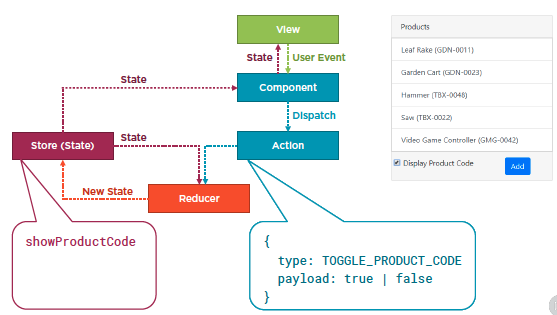 View
State
User Event
Component
State
Dispatch
Store (State)
State
Action
New State
Reducer
showProductCode
{
type: TOGGLE_PRODUCT_CODE
payload: true | false
}
Products
Leaf Rake (GDN-0011)
Garden Cart (GDN-0023)
Hammer (TBX-0048)
Saw (TBX-0022)
Video Game Controller (GMG-0042)
Display Product Code
Add